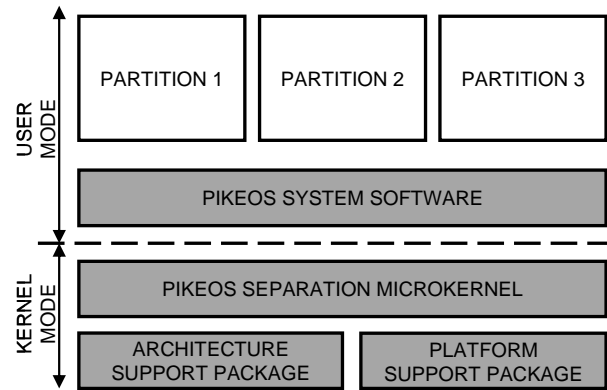 USER
MODE
PARTITION 1
PARTITION 2
PARTITION 3
PIKEOS SYSTEM SOFTWARE
KERNEL
MODE
PIKEOS SEPARATION MICROKERNEL
ARCHITECTURE
SUPPORT PACKAGE
PLATFORM
SUPPORT PACKAGE